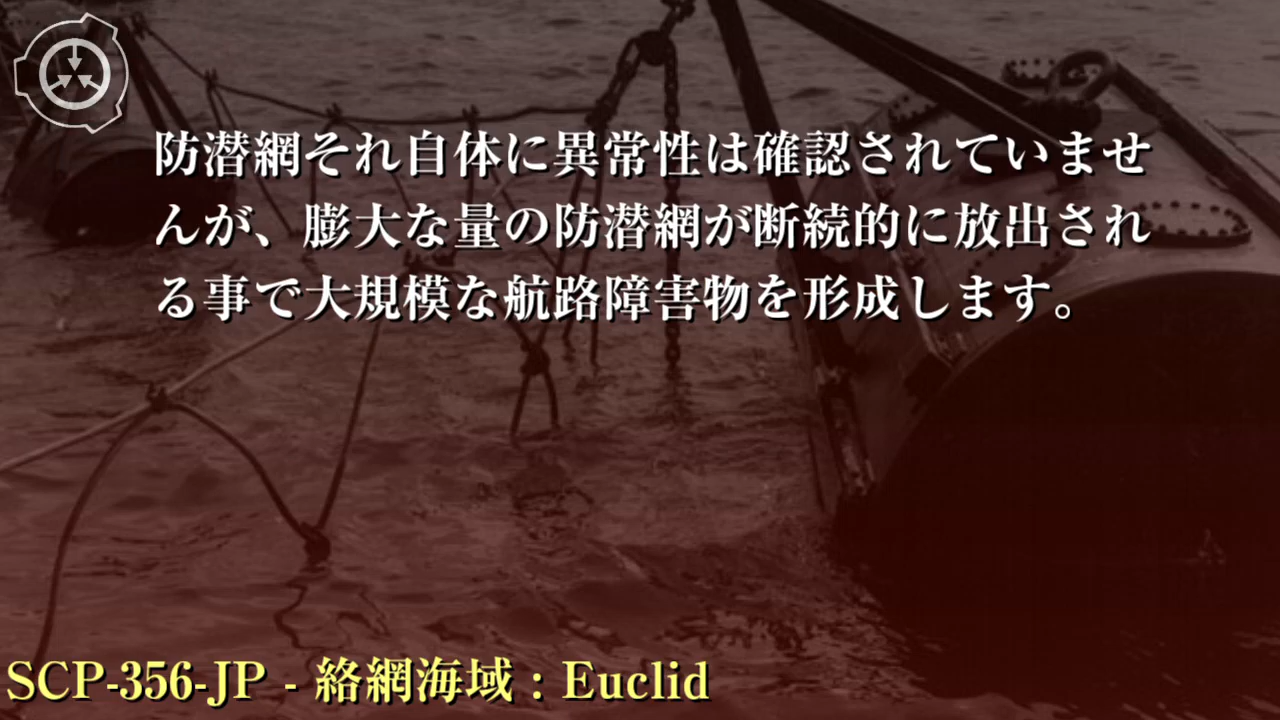 防潜網それ自体に異常性は確認されていませ
んが、膨大な量の防潜網が断続的に放出され
る事で大規模な航路障害物を形成します。
SCP-356-JP - 絡網海域：Euclid